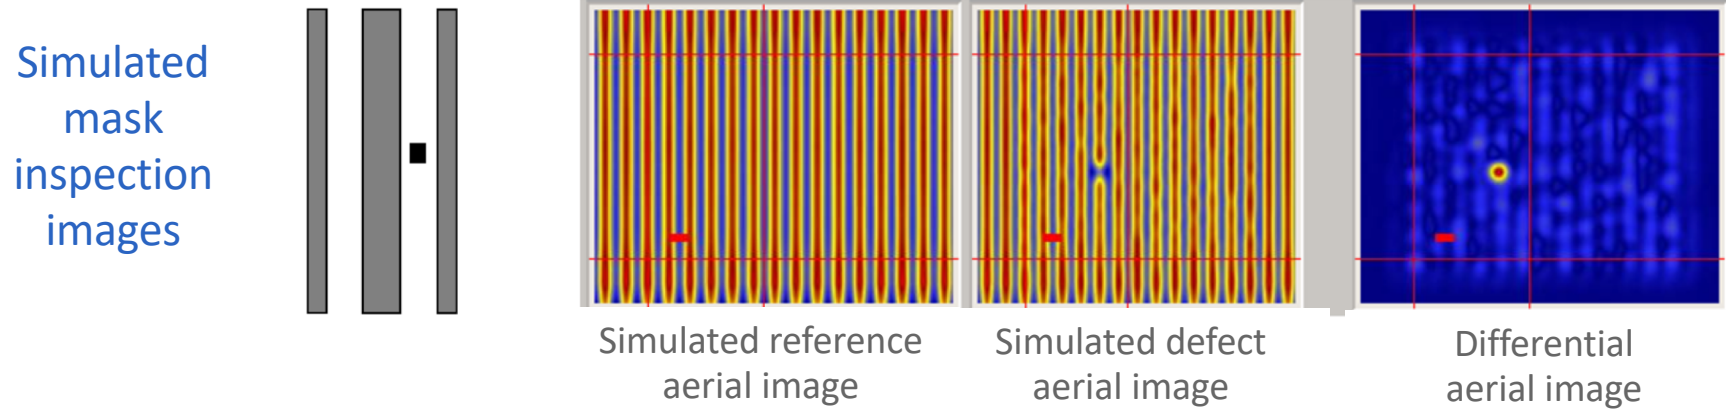 Simulated
mask
inspection
images
Simulated reference
aerial image
Simulated defect
aerial image
Differential
aerial image